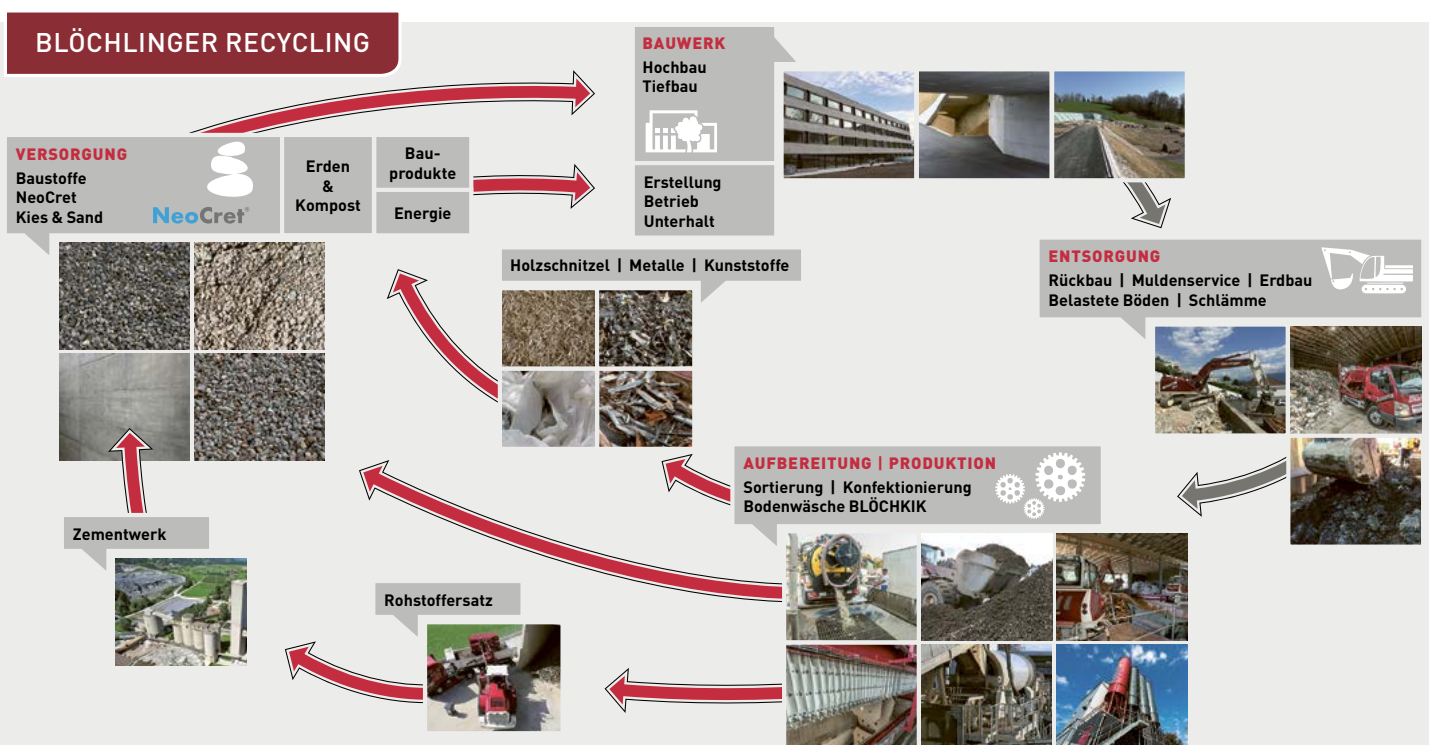 BLÖCHLINGER RECYCLING
BAUWERK
Hochbau
Tiefbau
Erstellung
Betrieb
Unterhalt
VERSORGUNG
Baustoffe
NeoCret
Kies & Sand
NeoCret®
Erden
&
Kompost
Bau-
produkte
Energie
Holzschnitzel | Metalle | Kunststoffe
ENTSORGUNG
Rückbau | Muldenservice | Erdbau
Belastete Böden | Schlämme
AUFBEREITUNG | PRODUKTION
Sortierung | Konfektionierung
Bodenwäsche BLÖCHKIK
Zementwerk
Rohstoffersatz